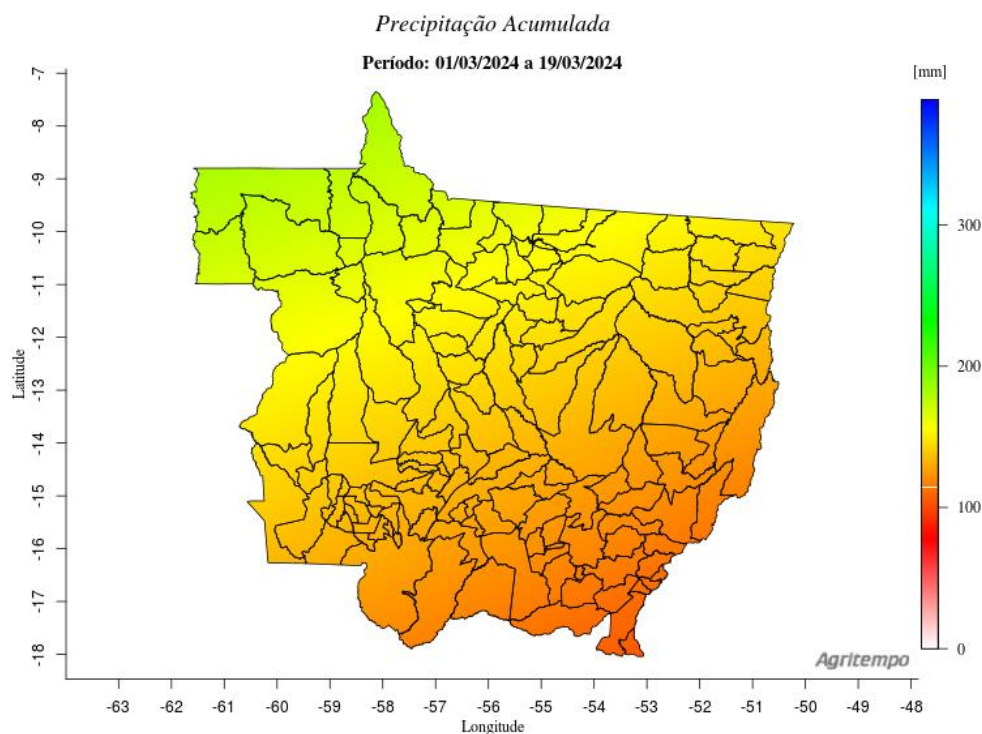 Precipitação Acumulada
Período: 01/03/2024 a 19/03/2024
[mm]
300
200
100
0
Latitude
-7
-8
-9
-10
-11
-12
-13
-14
-15
-16
-17
-18
Agritempo
-63 -62 -61 -60 -59 -58 -57 -56 -55 -54 -53 -52 -51 -50 -49 -48
Longitude